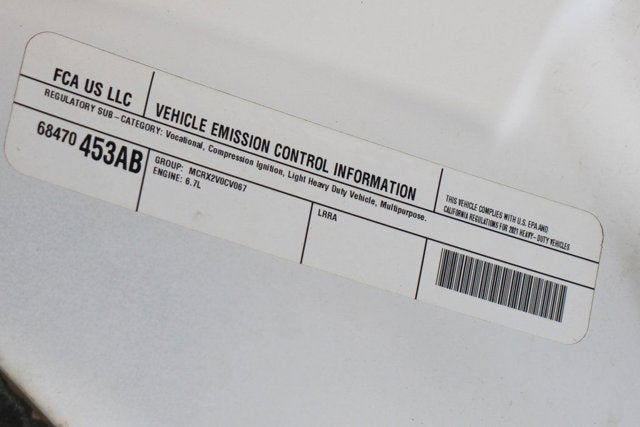 FCA US LLC
VEHICLE EMISSION CONTROL INFORMATION
THIS VEHICLE COMPLIES WITH U.S. EPA AND
CALIFORNIA REGULATIONS FOR 2021 HEAVY-DUTY VEHICLES
REGULATORY SUB-CATEGORY: Vocational, Compression Ignition, Light Heavy Duty Vehicle, Multipurpose.
68470 453AB
GROUP: MCRX2VOCV067
ENGINE: 6.7L
LRRA